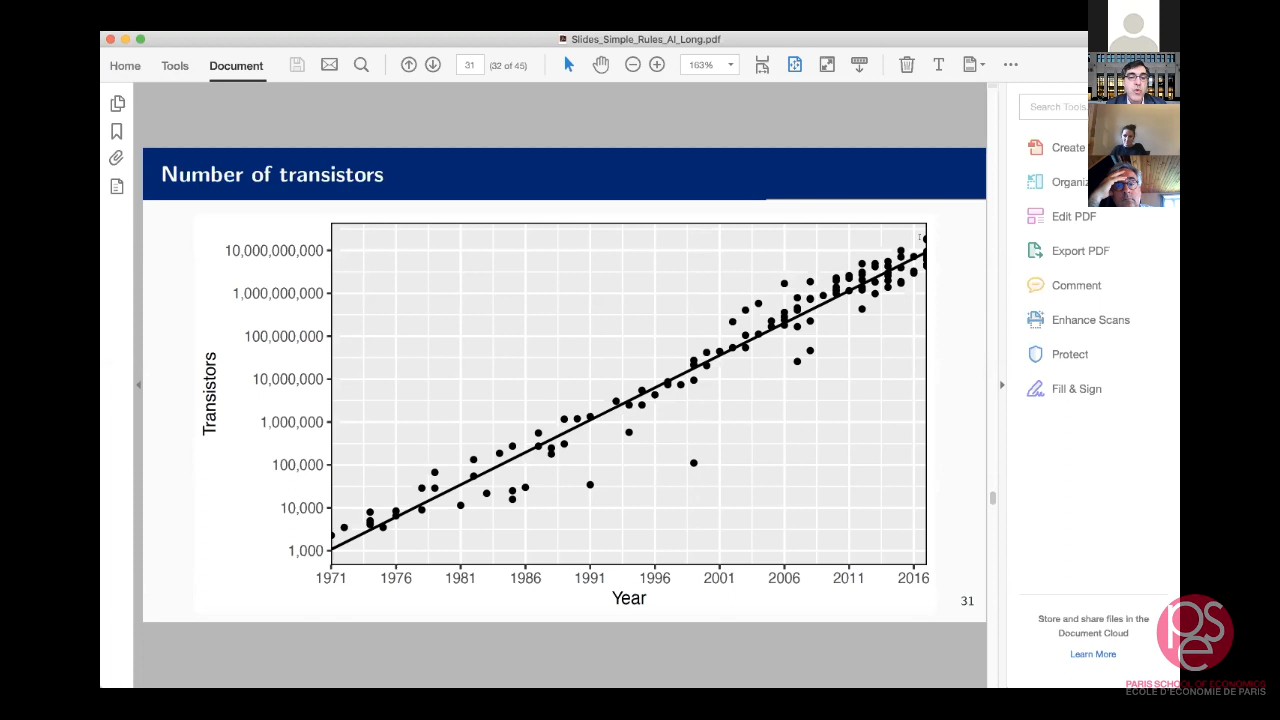 Slides_Simple_Rules_AI_Long.pdf
Home Tools Document 31 (32 of 45) 163%
Search Tools
Create
Organiz
Edit PDF
Export PDF
Comment
Enhance Scans
Protect
Fill & Sign
Store and share files in the
Document Cloud
Learn More
Number of transistors
Transistors
10,000,000,000
1,000,000,000
100,000,000
10,000,000
1,000,000
100,000
10,000
1,000
1971 1976 1981 1986 1991 1996 2001 2006 2011 2016
Year
31
pse
PARIS SCHOOL OF ECONOMICS
ÉCOLE D'ÉCONOMIE DE PARIS